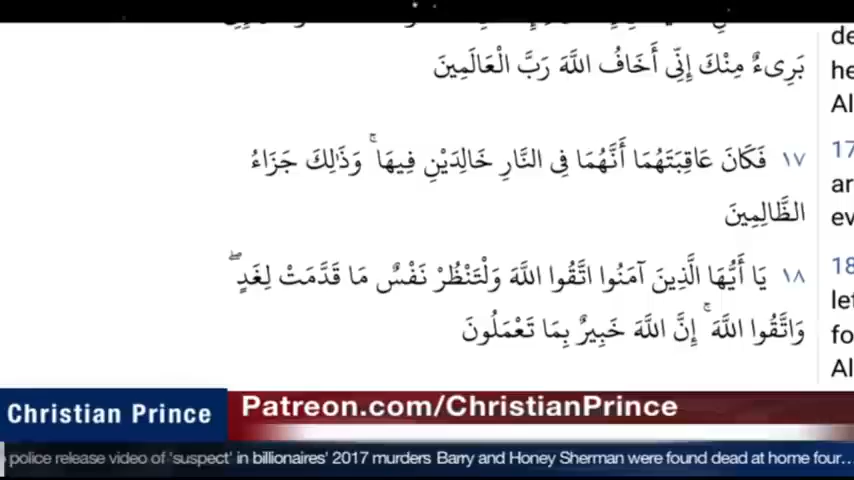 بَرِىءٌ مِنْكَ إِنِّى أَخَافُ اللَّهَ رَبَّ الْعَالَمِينَ
١٧ فَكَانَ عَاقِبَتَهُمَا أَنَّهُمَا فِى النَّارِ خَالِدَيْنِ فِيهَا ۚ وَذَٰلِكَ جَزَاءُ
الظَّالِمِينَ
١٨ يَا أَيُّهَا الَّذِينَ آمَنُوا اتَّقُوا اللَّهَ وَلْتَنْظُرْ نَفْسٌ مَا قَدَّمَتْ لِغَدٍ ۖ
وَاتَّقُوا اللَّهَ ۚ إِنَّ اللَّهَ خَبِيرٌ بِمَا تَعْمَلُونَ
de
he
Al
17
ar
ev
18
let
fo
Al
Christian Prince
Patreon.com/ChristianPrince
police release video of 'suspect' in billionaires' 2017 murders Barry and Honey Sherman were found dead at home four...